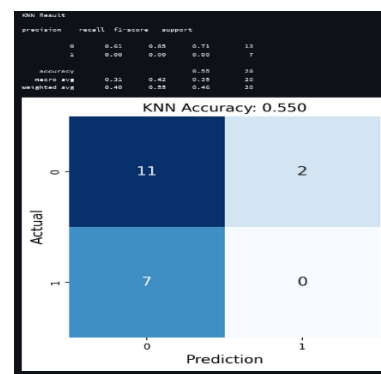 KNN Result
precision recall f1-score support
0 0.61 0.85 0.71 13
1 0.00 0.00 0.00 7
accuracy 0.55 20
macro avg 0.31 0.42 0.35 20
weighted avg 0.40 0.55 0.46 20
KNN Accuracy: 0.550
0
11
2
Actual
1
7
0
0
1
Prediction